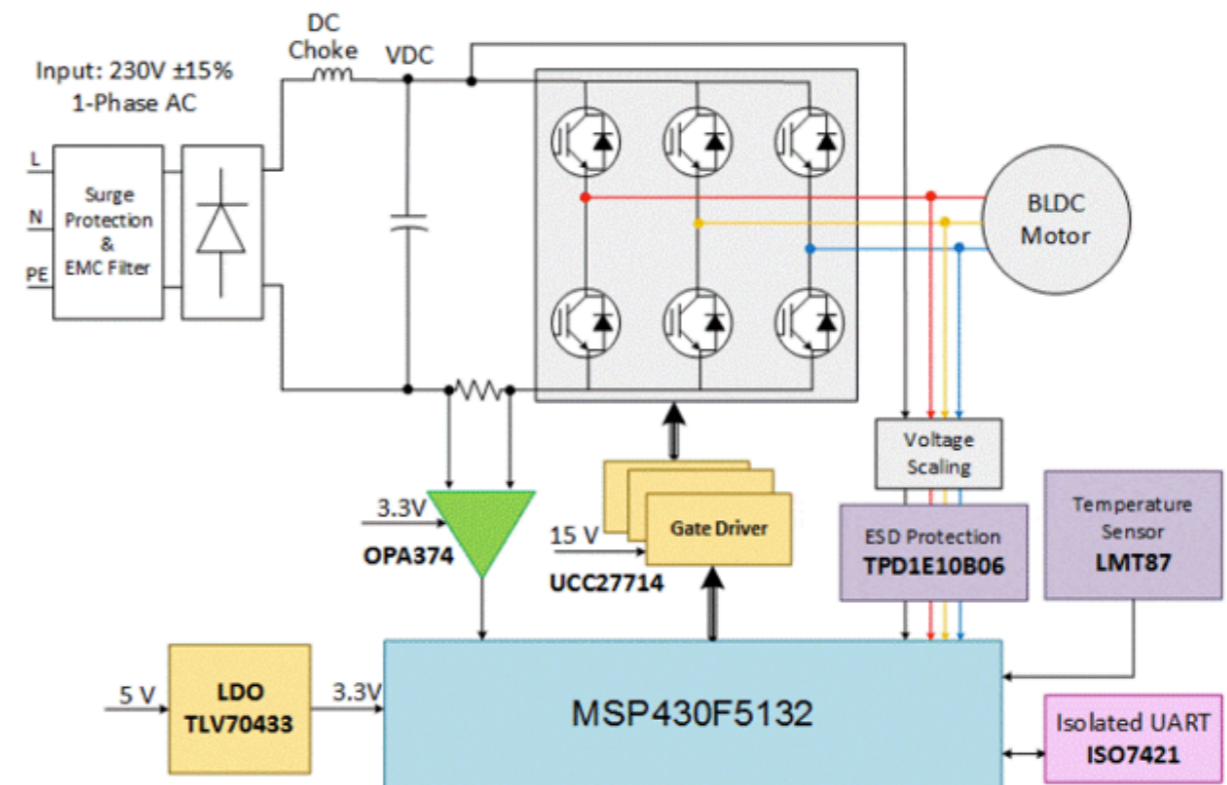 DC
Choke
VDC
Input: 230V ±15%
1-Phase AC
L
N
PE
Surge
Protection
&
EMC Filter
BLDC
Motor
Voltage
Scaling
3.3V
OPA374
15 V
Gate Driver
UCC27714
ESD Protection
TPD1E10B06
Temperature
Sensor
LMT87
5 V
LDO
TLV70433
3.3V
MSP430F5132
Isolated UART
ISO7421